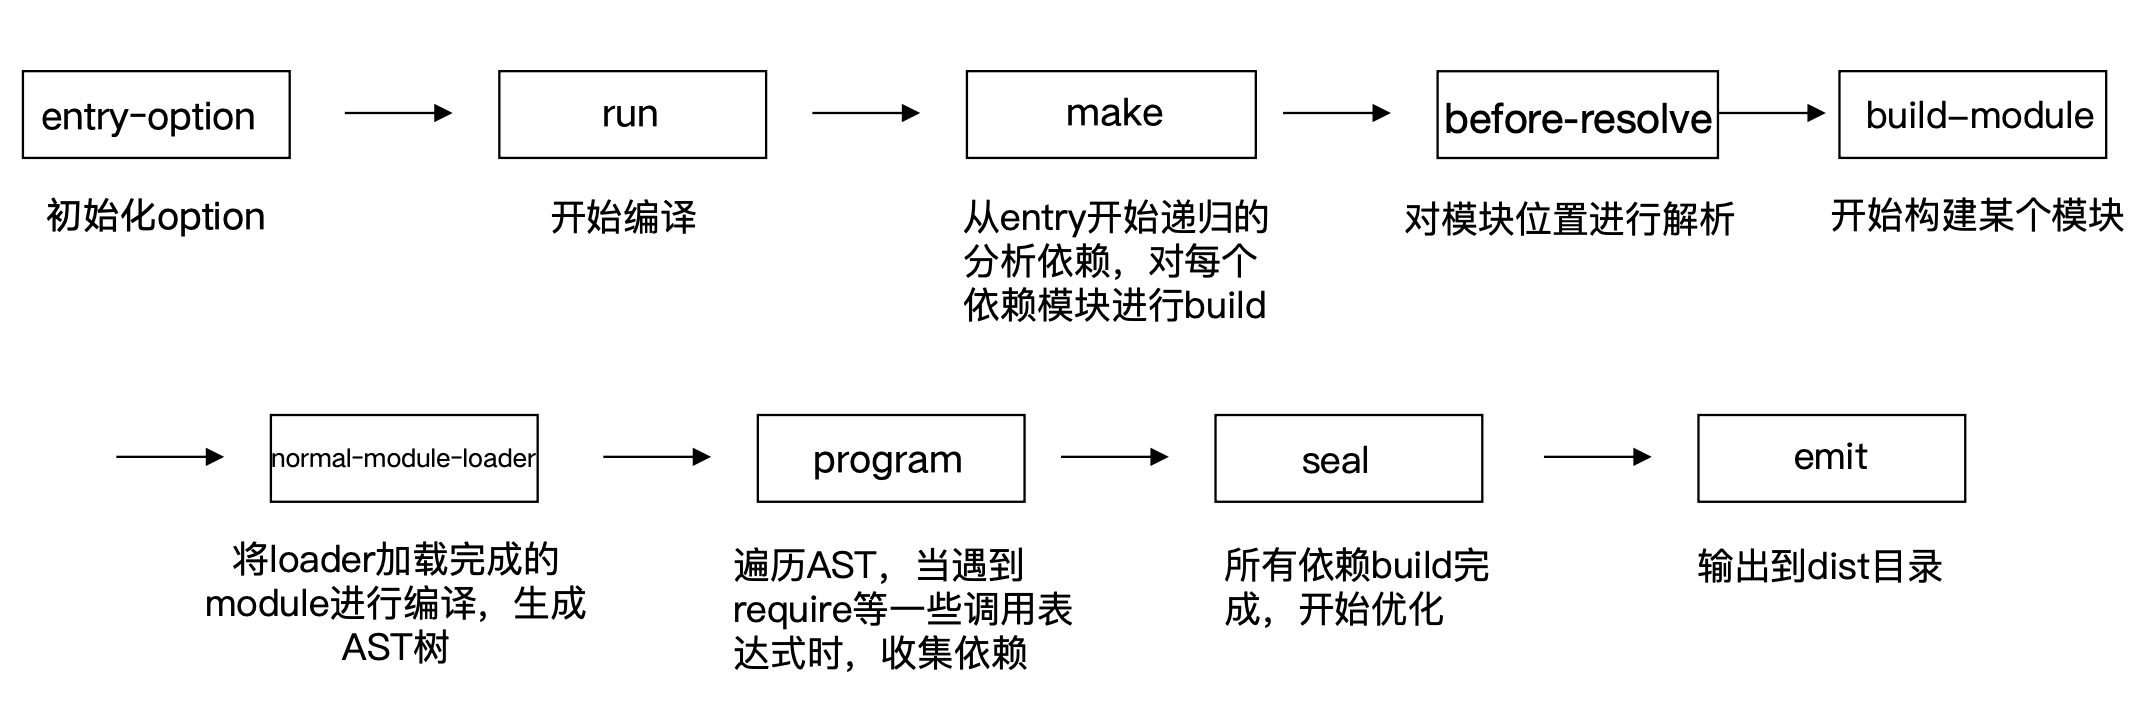 entry-option
run
make
before-resolve
build-module
初始化option
开始编译
从entry开始递归的
分析依赖，对每个
依赖模块进行build
对模块位置进行解析
开始构建某个模块
normal-module-loader
program
seal
emit
将loader加载完成的
module进行编译，生成
AST树
遍历AST，当遇到
require等一些调用表
达式时，收集依赖
所有依赖build完
成，开始优化
输出到dist目录